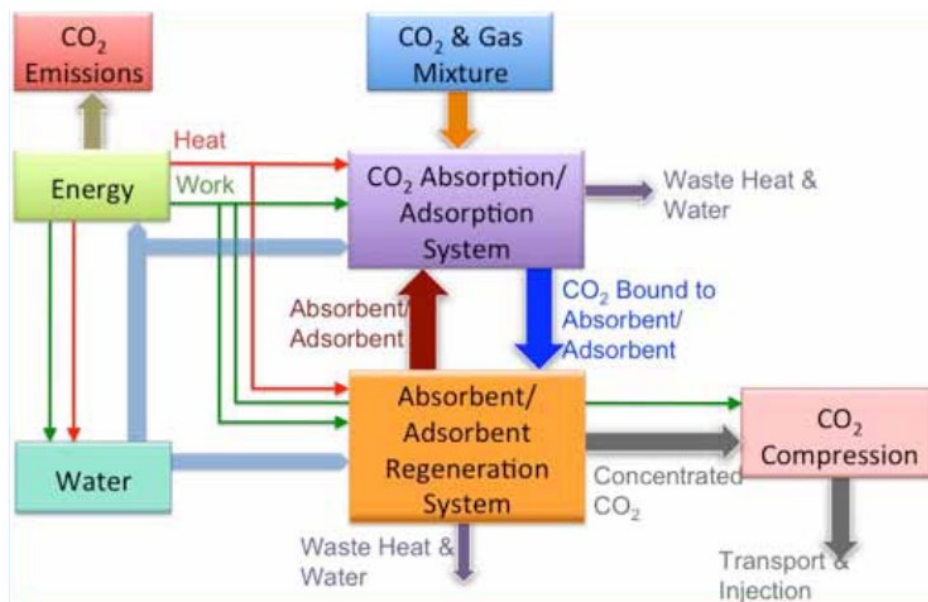 CO₂
Emissions
CO₂ & Gas
Mixture
Heat
Energy
Work
CO₂ Absorption/
Adsorption
System
Waste Heat &
Water
Absorbent/
Adsorbent
CO₂ Bound to
Absorbent/
Adsorbent
Absorbent/
Adsorbent
Regeneration
System
CO₂
Compression
Water
Concentrated
CO₂
Waste Heat &
Water
Transport &
Injection